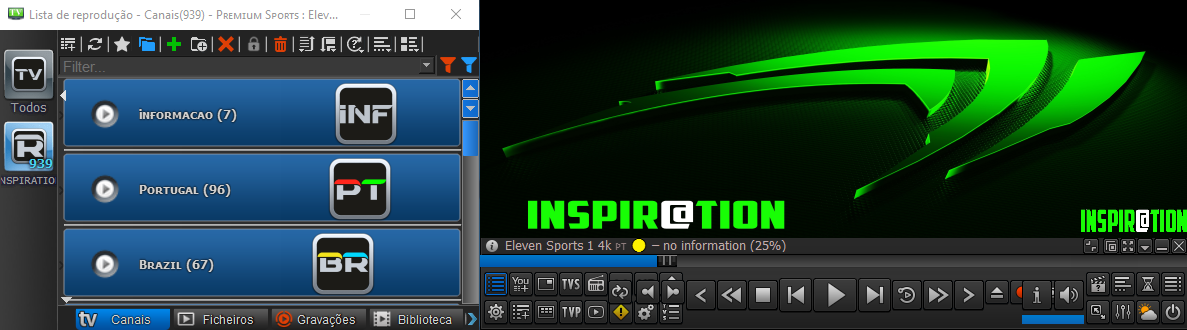 Lista de reprodução - Canais(939) - Premium Sports : Elev...
Filter...
TV
Todos
R
939
NSPIRATIO
informacao (7)
iNF
Portugal (96)
PT
Brazil (67)
BR
tv Canais
Ficheiros
Gravações
Biblioteca
INSPIR@TION
INSPIR@TION
Eleven Sports 1 4k PT – no information (25%)
You
TVS
TVP